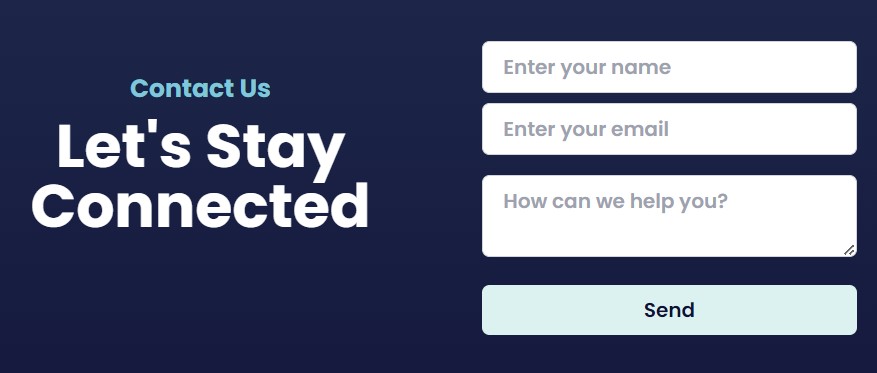 Contact Us
Let's Stay
Connected
Enter your name
Enter your email
How can we help you?
Send